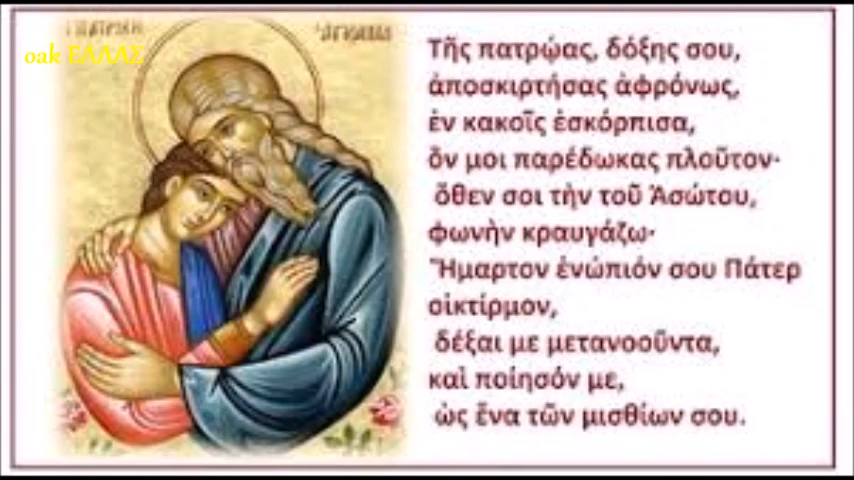 oak ΕΛΛΑΣ
Τῆς πατρῴας, δόξης σου,
ἀποσκιρτήσας ἀφρόνως,
ἐν κακοῖς ἐσκόρπισα,
ὅν μοι παρέδωκας πλοῦτον·
ὅθεν σοι τὴν τοῦ Ἀσώτου,
φωνὴν κραυγάζω·
Ἥμαρτον ἐνώπιόν σου Πάτερ
οἰκτίρμον,
δέξαι με μετανοοῦντα,
καὶ ποίησόν με,
ὡς ἕνα τῶν μισθίων σου.